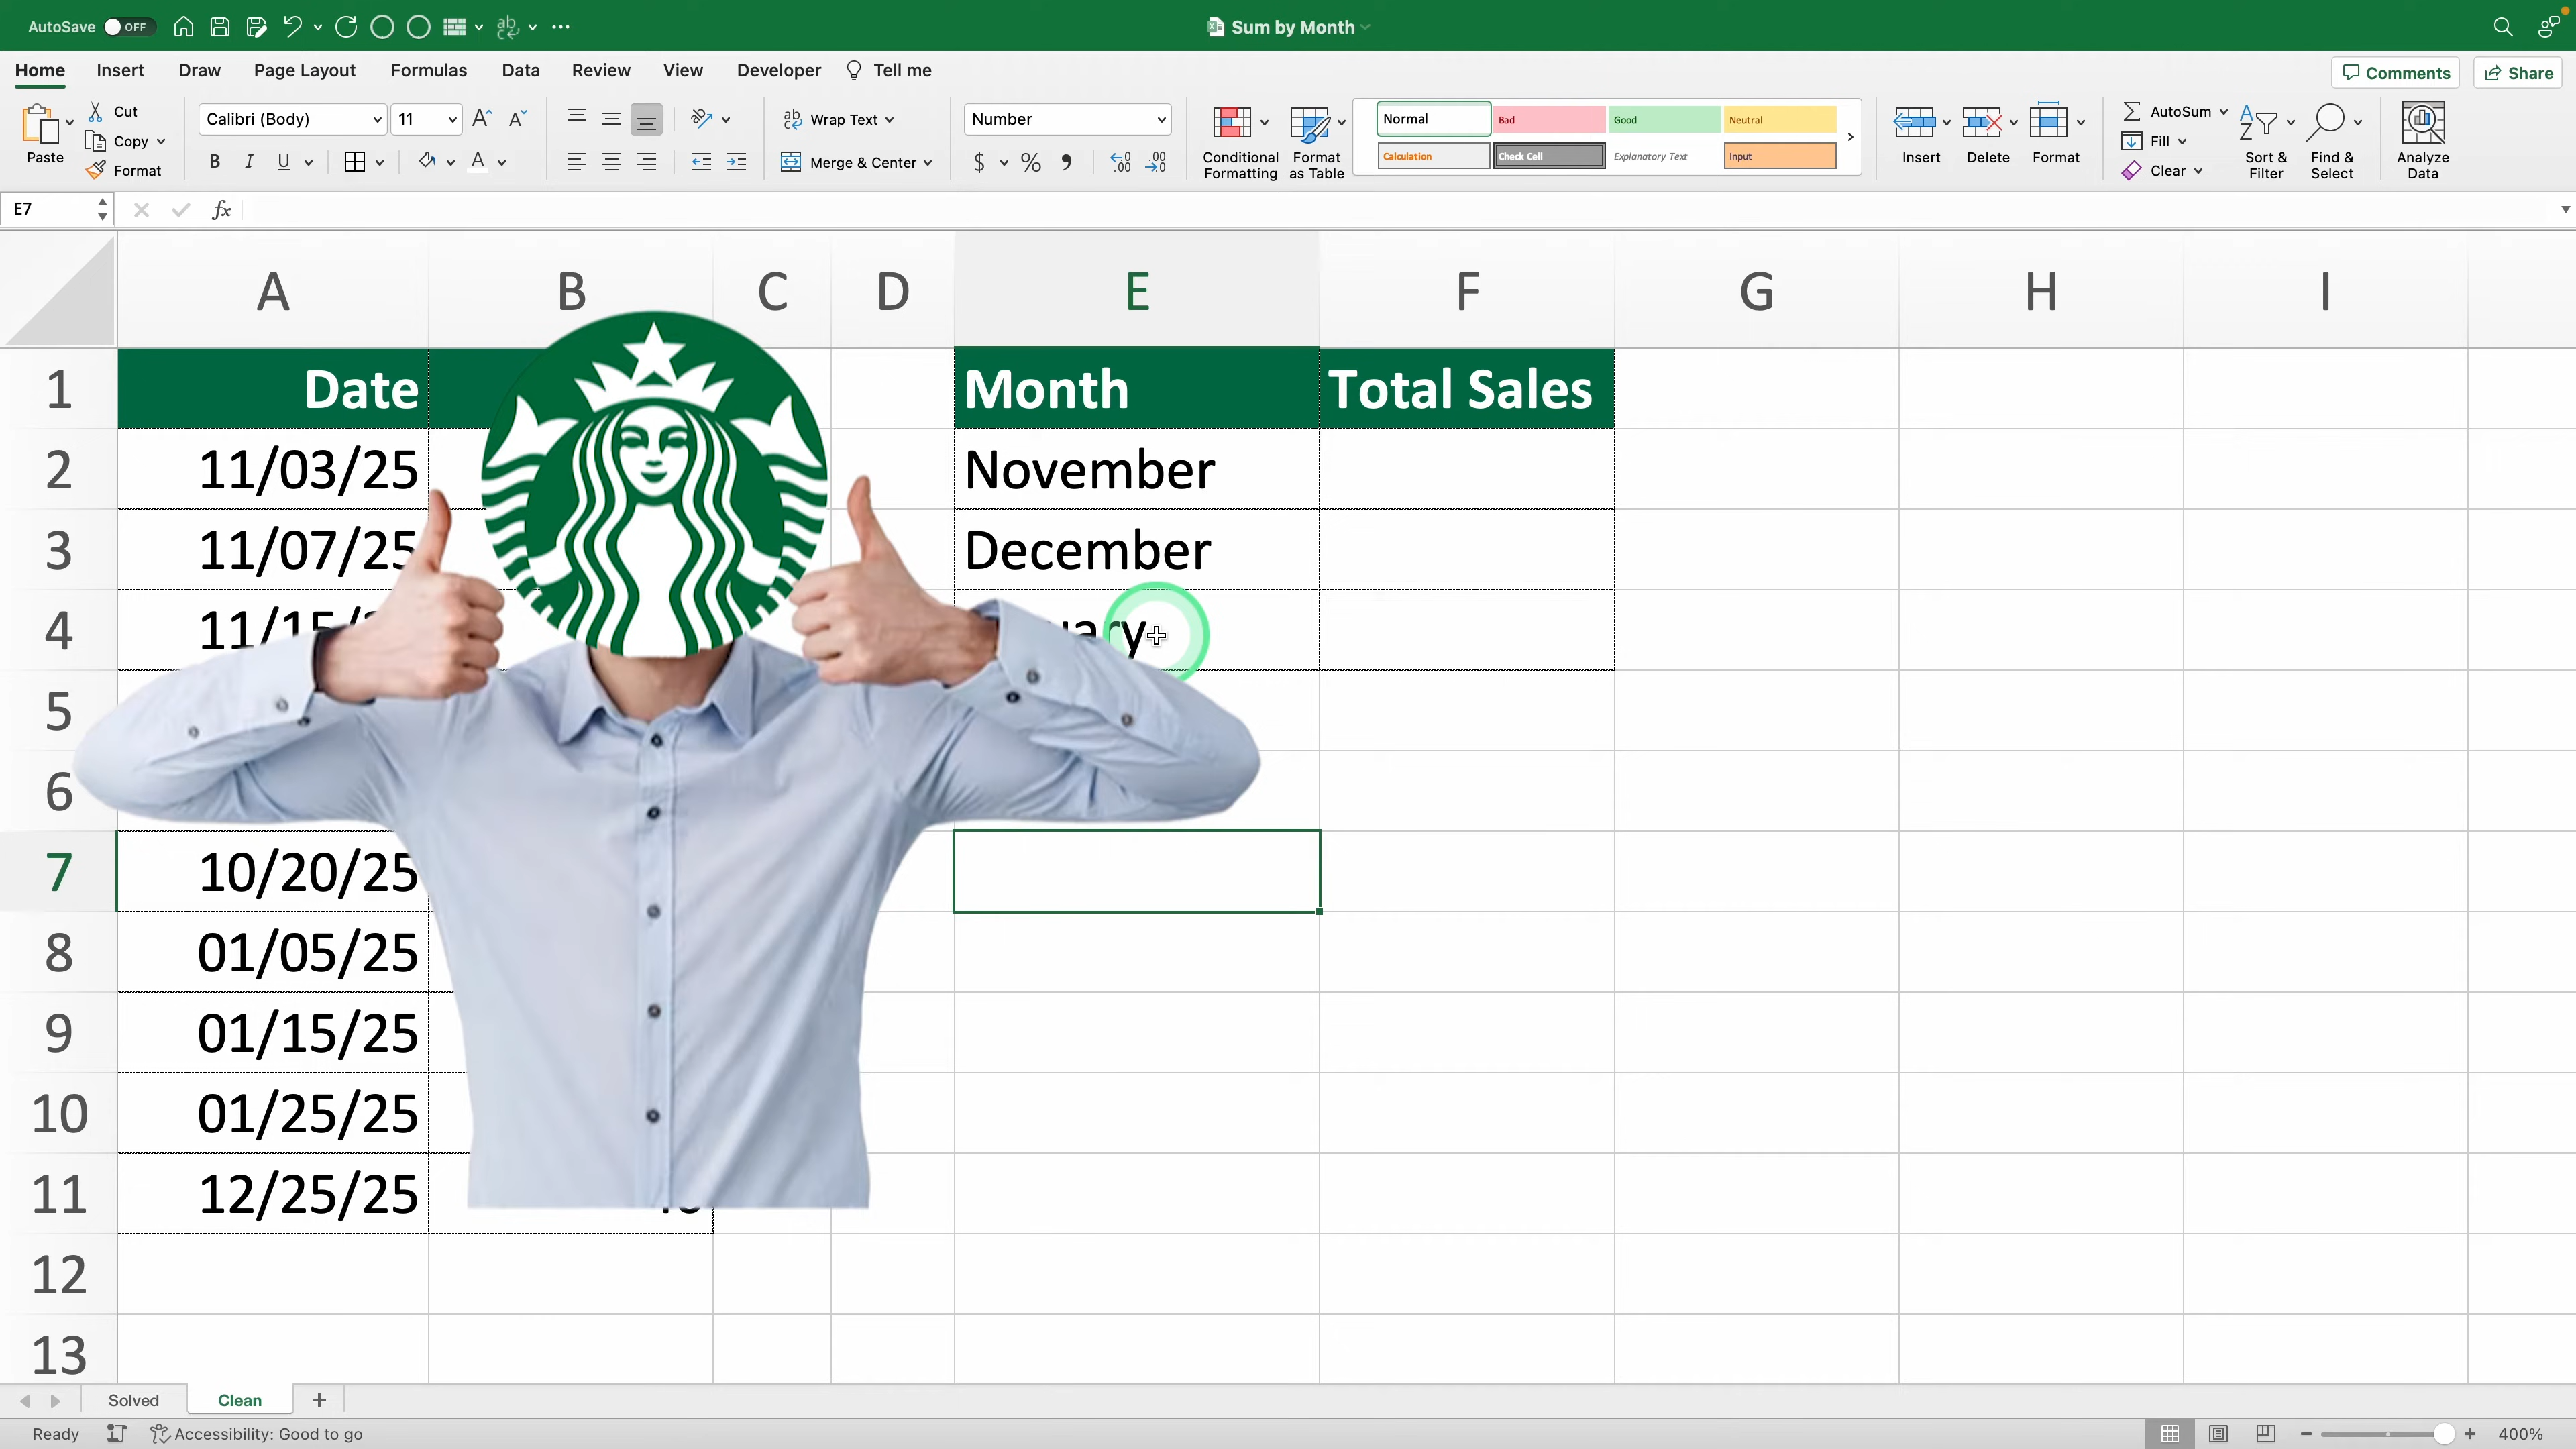 AutoSave OFF
Sum by Month
Home Insert Draw Page Layout Formulas Data Review View Developer Tell me
Comments Share
Paste
Cut
Copy
Format
Calibri (Body) 11
B I U
Wrap Text
Merge & Center
Number
$ % 9
Conditional Formatting
Format as Table
Normal Bad Good Neutral
Calculation Check Cell Explanatory Text Input
Insert Delete Format
AutoSum
Fill
Clear
Sort & Filter
Find & Select
Analyze Data
E7 fx
A B C D E F G H I
1 Date Month Total Sales
2 11/03/25 November
3 11/07/25 December
4
5
6
7 10/20/25
8 01/05/25
9 01/15/25
10 01/25/25
11 12/25/25
12
13
Solved Clean +
Ready Accessibility: Good to go 400%